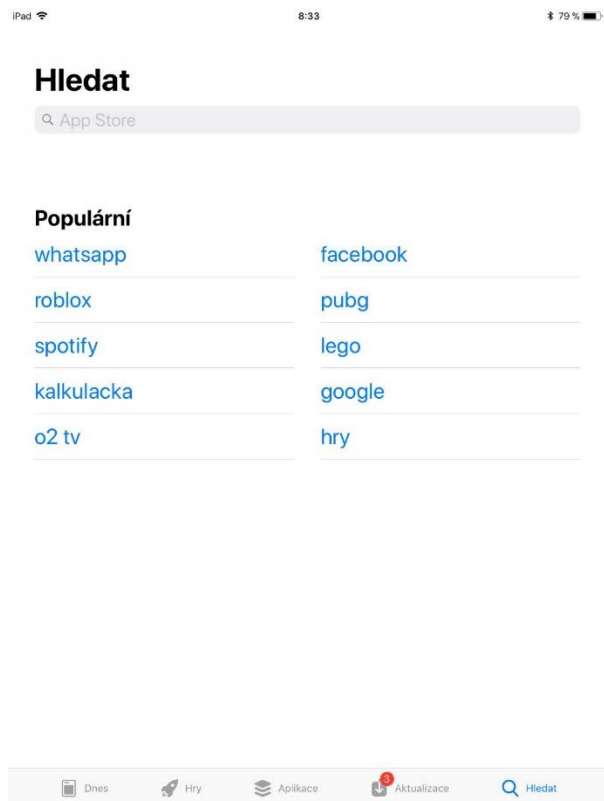 iPad 8:33 79 %
Hledat
App Store
Populární
whatsapp facebook
roblox pubg
spotify lego
kalkulacka google
o2 tv hry
3
Dnes Hry Aplikace Aktualizace Hledat